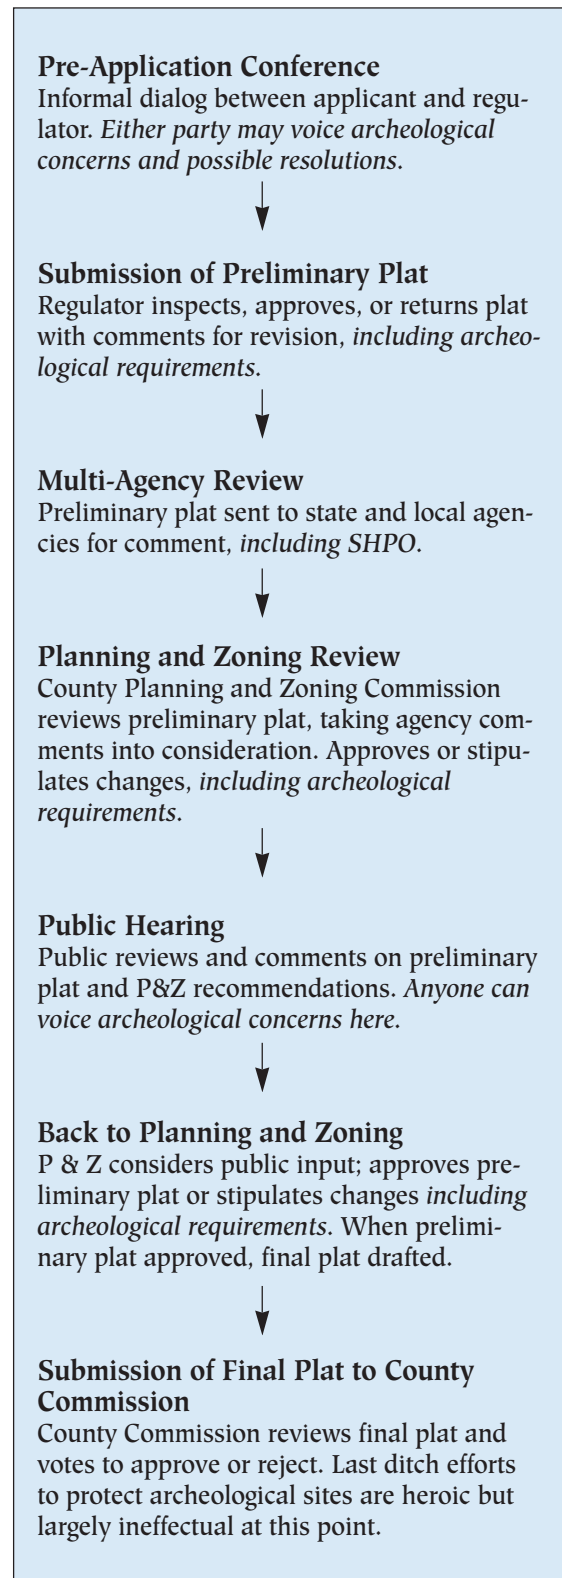 Pre-Application Conference
Informal dialog between applicant and regu-
lator. Either party may voice archeological
concerns and possible resolutions.
Submission of Preliminary Plat
Regulator inspects, approves, or returns plat
with comments for revision, including archeo-
logical requirements.
Multi-Agency Review
Preliminary plat sent to state and local agen-
cies for comment, including SHPO.
Planning and Zoning Review
County Planning and Zoning Commission
reviews preliminary plat, taking agency com-
ments into consideration. Approves or stipu-
lates changes, including archeological
requirements.
Public Hearing
Public reviews and comments on preliminary
plat and P&Z recommendations. Anyone can
voice archeological concerns here.
Back to Planning and Zoning
P & Z considers public input; approves pre-
liminary plat or stipulates changes including
archeological requirements. When prelimi-
nary plat approved, final plat drafted.
Submission of Final Plat to County
Commission
County Commission reviews final plat and
votes to approve or reject. Last ditch efforts
to protect archeological sites are heroic but
largely ineffectual at this point.